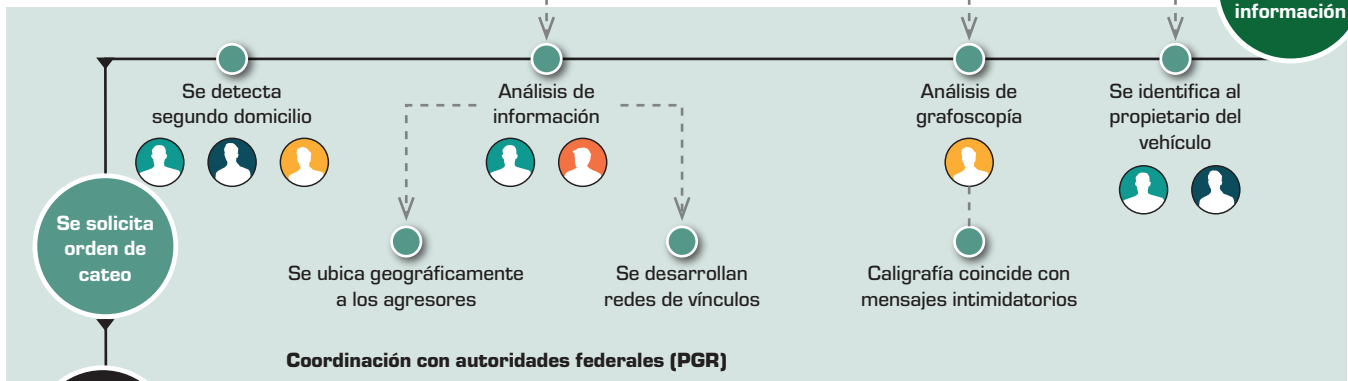 información
Se detecta
segundo domicilio
Análisis de
información
Análisis de
grafoscopía
Se identifica al
propietario del
vehículo
Se solicita
orden de
cateo
Se ubica geográficamente
a los agresores
Se desarrollan
redes de vínculos
Caligrafía coincide con
mensajes intimidatorios
Coordinación con autoridades federales (PGR)